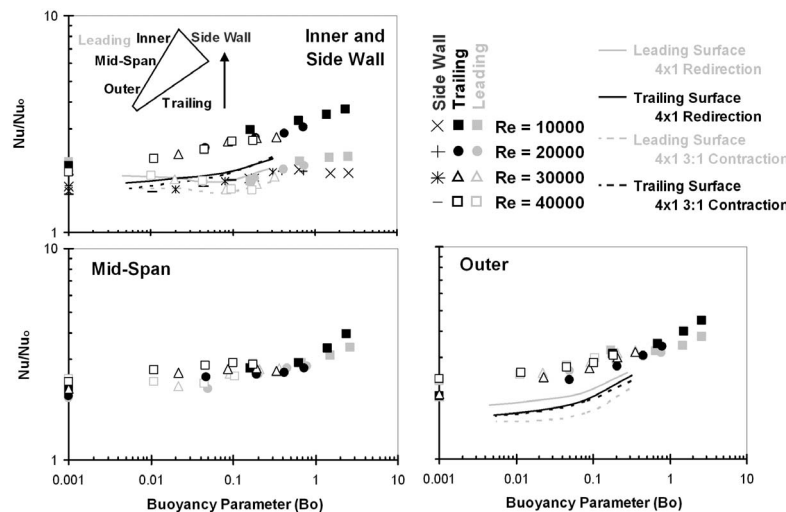 10
Nu/Nuo
1
Leading
Inner
Side Wall
Mid-Span
Outer
Trailing
Inner and
Side Wall
Side Wall
Trailing
Leading
Re = 10000
Re = 20000
Re = 30000
Re = 40000
Leading Surface
4x1 Redirection
Trailing Surface
4x1 Redirection
Leading Surface
4x1 3:1 Contraction
Trailing Surface
4x1 3:1 Contraction
10
Nu/Nuo
1
Mid-Span
0.001
0.01
0.1
1
10
Buoyancy Parameter (Bo)
Outer
0.001
0.01
0.1
1
10
Buoyancy Parameter (Bo)